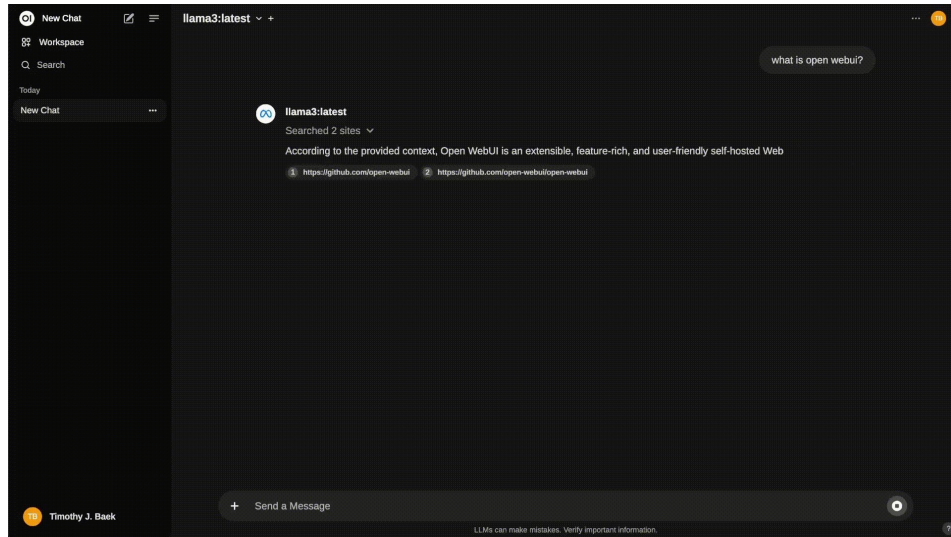 OI New Chat
Workspace
Search
Today
New Chat
TB Timothy J. Baek
llama3:latest
TB
what is open webui?
llama3:latest
Searched 2 sites
According to the provided context, Open WebUI is an extensible, feature-rich, and user-friendly self-hosted Web
1 https://github.com/open-webui 2 https://github.com/open-webui/open-webui
Send a Message
LLMs can make mistakes. Verify important information.
?